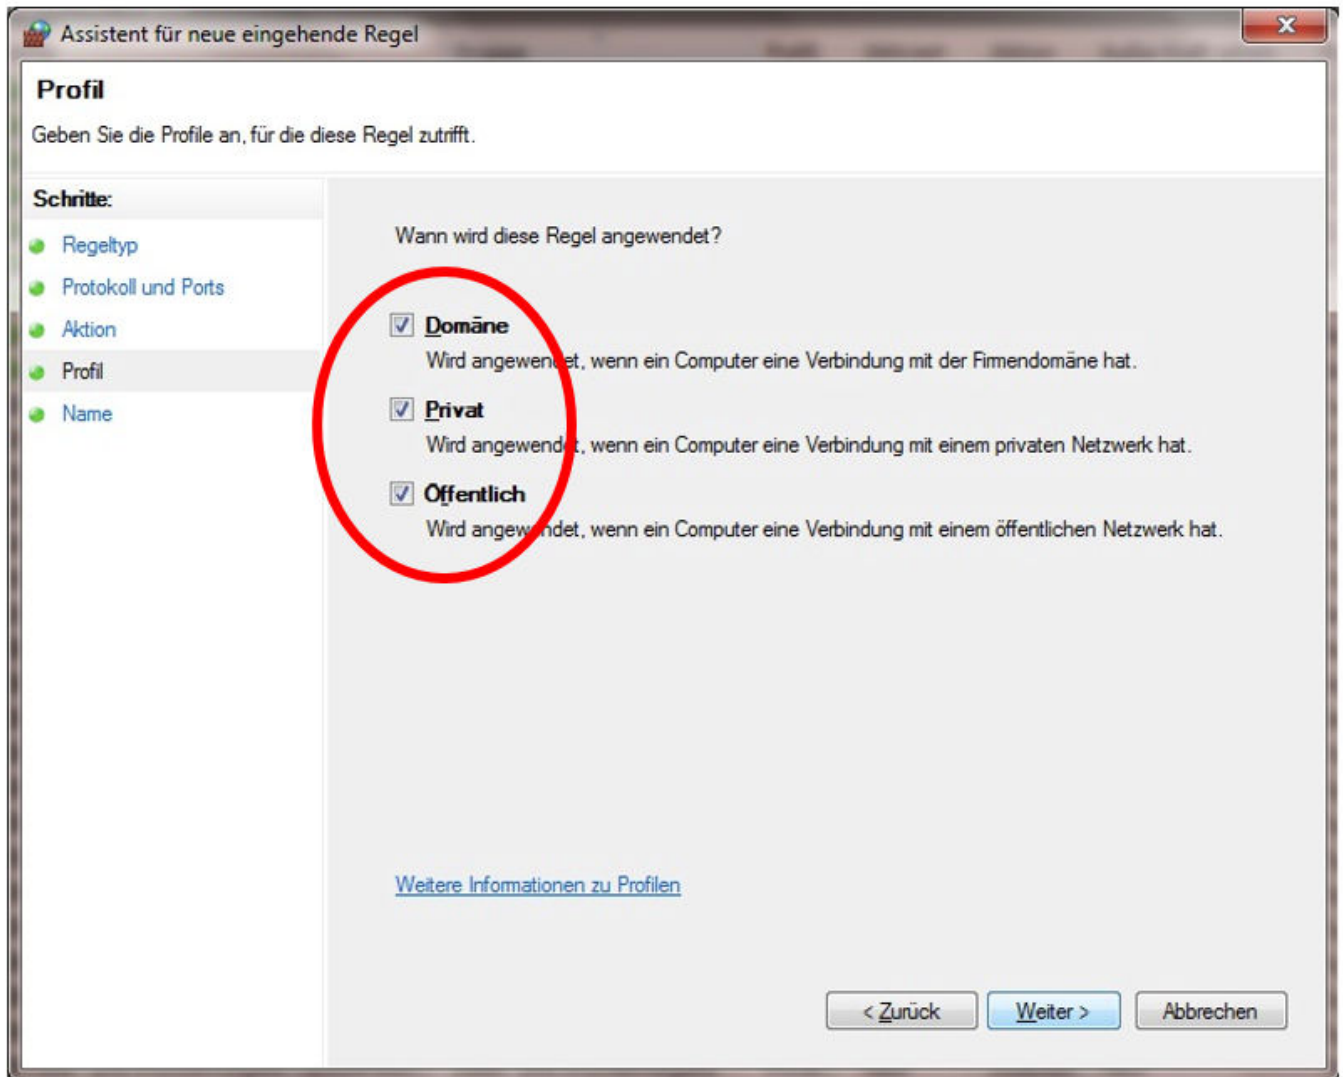 Assistent für neue eingehende Regel
Profil
Geben Sie die Profile an, für die diese Regel zutrifft.
Schritte:
Regeltyp
Protokoll und Ports
Aktion
Profil
Name
Wann wird diese Regel angewendet?
Domäne
Wird angewendet, wenn ein Computer eine Verbindung mit der Firmendomäne hat.
Privat
Wird angewendet, wenn ein Computer eine Verbindung mit einem privaten Netzwerk hat.
Öffentlich
Wird angewendet, wenn ein Computer eine Verbindung mit einem öffentlichen Netzwerk hat.
Weitere Informationen zu Profilen
< Zurück
Weiter >
Abbrechen